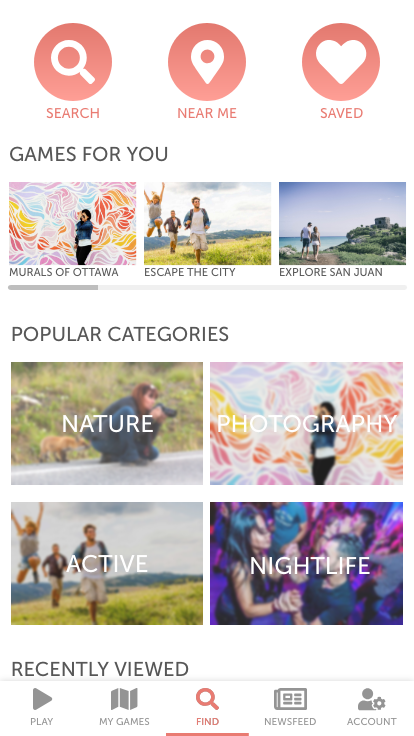 SEARCH
NEAR ME
SAVED
GAMES FOR YOU
MURALS OF OTTAWA
ESCAPE THE CITY
EXPLORE SAN JUAN
POPULAR CATEGORIES
NATURE
PHOTOGRAPHY
ACTIVE
NIGHTLIFE
RECENTLY VIEWED
PLAY
MY GAMES
FIND
NEWSFEED
ACCOUNT